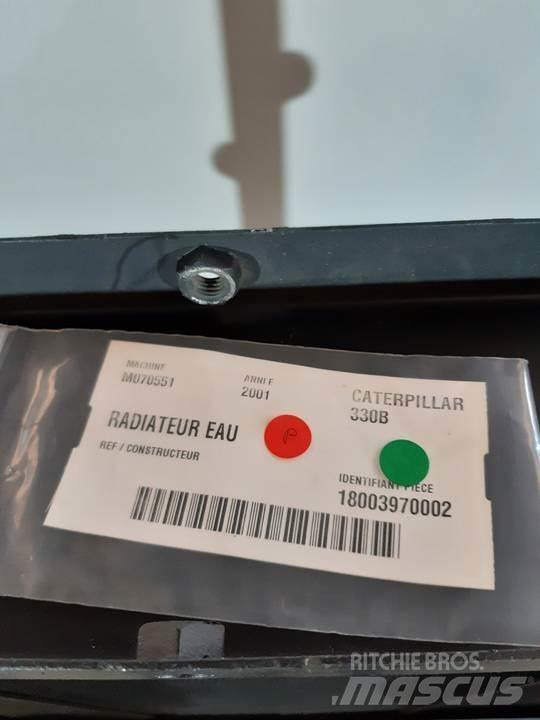 MACHINE
M070551
ANNEE
2001
CATERPILLAR
330B
RADIATEUR EAU
P
REF / CONSTRUCTEUR
IDENTIFIANT PIECE
18003970002
RITCHIE BROS.
MASCUS